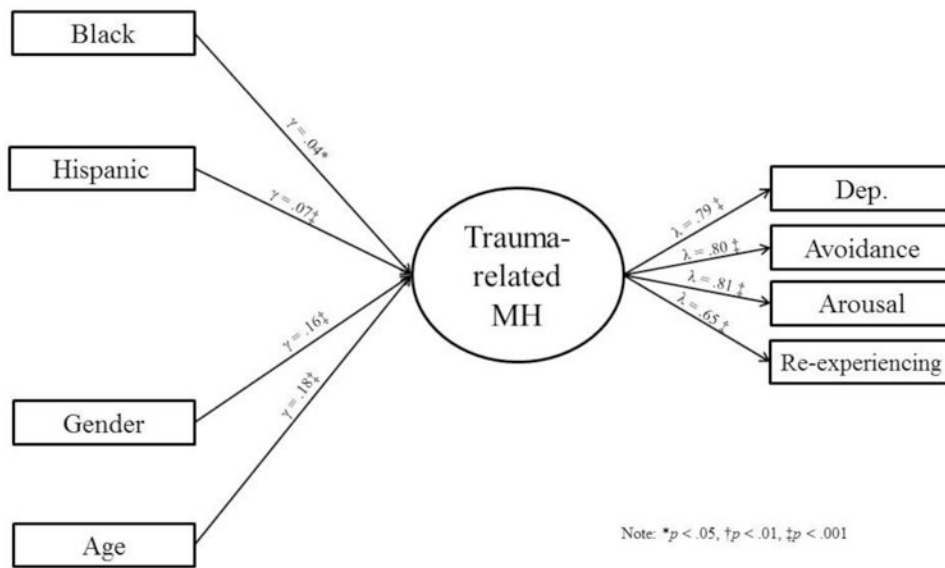 Black
Hispanic
Gender
Age
γ = .04*
γ = .07‡
γ = .16‡
γ = .18‡
Trauma-
related
MH
λ = .79 ‡
λ = .80 ‡
λ = .81 ‡
λ = .65 ‡
Dep.
Avoidance
Arousal
Re-experiencing
Note: *p < .05, †p < .01, ‡p < .001